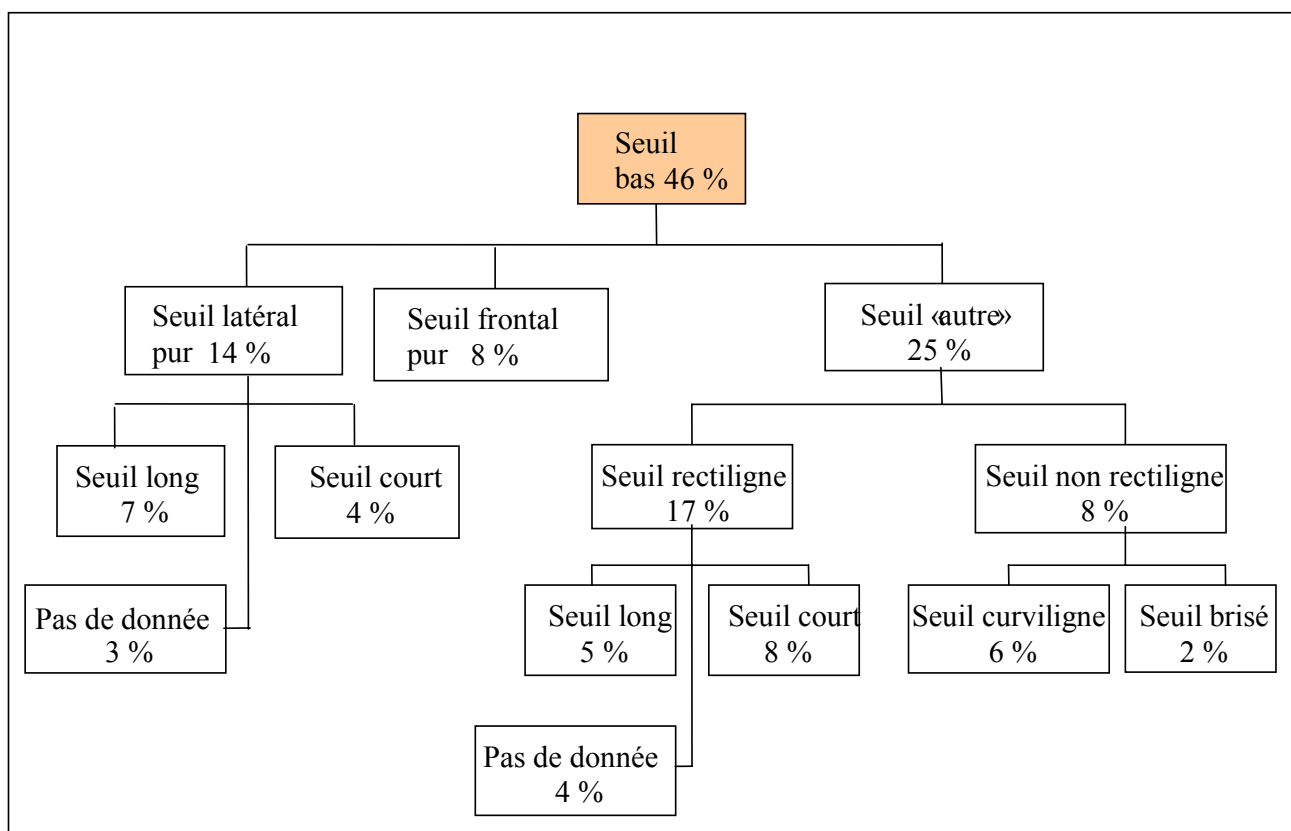 Seuil
bas 46 %
Seuil latéral
pur 14 %
Seuil frontal
pur 8 %
Seuil «autre»
25 %
Seuil long
7 %
Seuil court
4 %
Seuil rectiligne
17 %
Seuil non rectiligne
8 %
Pas de donnée
3 %
Seuil long
5 %
Seuil court
8 %
Seuil curviligne
6 %
Seuil brisé
2 %
Pas de donnée
4 %